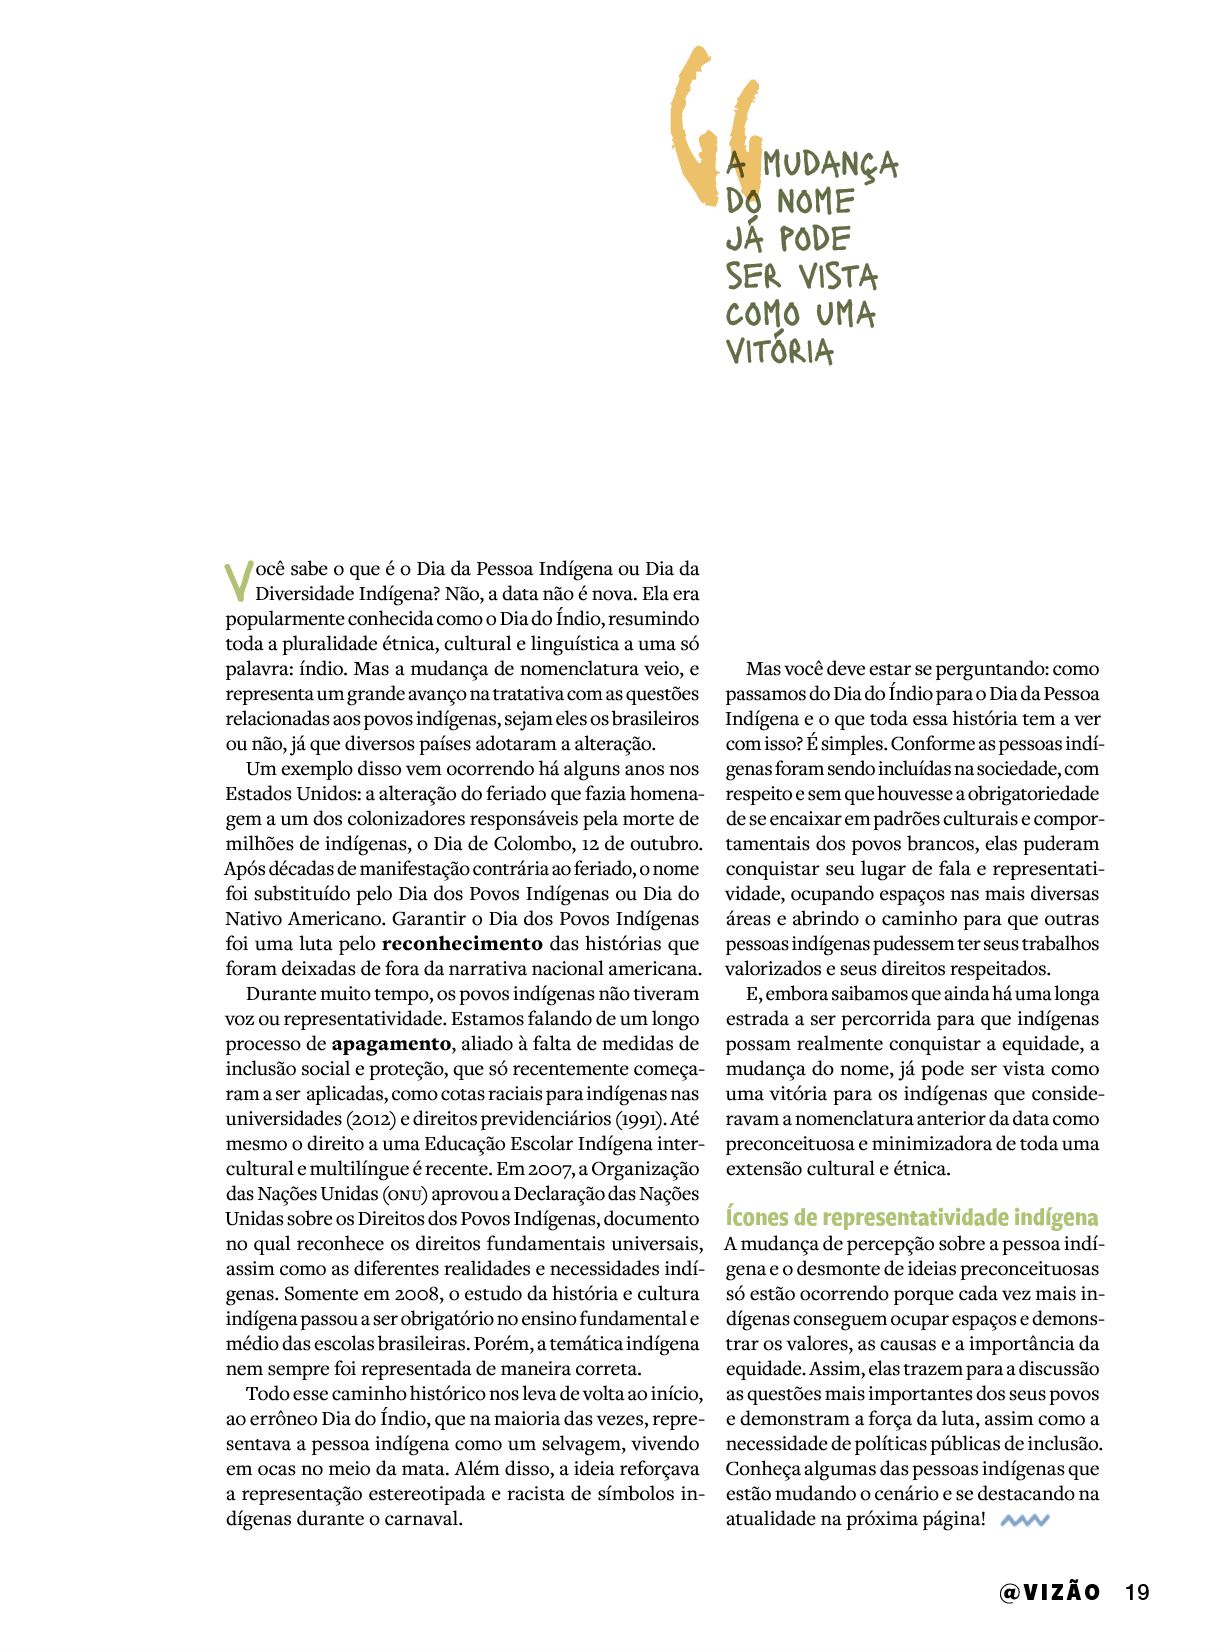 A MUDANÇA
DO NOME
JÁ PODE
SER VISTA
COMO UMA
VITÓRIA
Você sabe o que é o Dia da Pessoa Indígena ou Dia da
Diversidade Indígena? Não, a data não é nova. Ela era
popularmente conhecida como o Dia do Índio, resumindo
toda a pluralidade étnica, cultural e linguística a uma só
palavra: índio. Mas a mudança de nomenclatura veio, e
representa um grande avanço na tratativa com as questões
relacionadas aos povos indígenas, sejam eles os brasileiros
ou não, já que diversos países adotaram a alteração.
Um exemplo disso vem ocorrendo há alguns anos nos
Estados Unidos: a alteração do feriado que fazia homena-
gem a um dos colonizadores responsáveis pela morte de
milhões de indígenas, o Dia de Colombo, 12 de outubro.
Após décadas de manifestação contrária ao feriado, o nome
foi substituído pelo Dia dos Povos Indígenas ou Dia do
Nativo Americano. Garantir o Dia dos Povos Indígenas
foi uma luta pelo reconhecimento das histórias que
foram deixadas de fora da narrativa nacional americana.
Durante muito tempo, os povos indígenas não tiveram
voz ou representatividade. Estamos falando de um longo
processo de apagamento, aliado à falta de medidas de
inclusão social e proteção, que só recentemente começa-
ram a ser aplicadas, como cotas raciais para indígenas nas
universidades (2012) e direitos previdenciários (1991). Até
mesmo o direito a uma Educação Escolar Indígena inter-
cultural e multilíngue é recente. Em 2007, a Organização
das Nações Unidas (ONU) aprovou a Declaração das Nações
Unidas sobre os Direitos dos Povos Indígenas, documento
no qual reconhece os direitos fundamentais universais,
assim como as diferentes realidades e necessidades indí-
genas. Somente em 2008, o estudo da história e cultura
indígena passou a ser obrigatório no ensino fundamental e
médio das escolas brasileiras. Porém, a temática indígena
nem sempre foi representada de maneira correta.
Todo esse caminho histórico nos leva de volta ao início,
ao errôneo Dia do Índio, que na maioria das vezes, repre-
sentava a pessoa indígena como um selvagem, vivendo
em ocas no meio da mata. Além disso, a ideia reforçava
a representação estereotipada e racista de símbolos in-
dígenas durante o carnaval.
Mas você deve estar se perguntando: como
passamos do Dia do Índio para o Dia da Pessoa
Indígena e o que toda essa história tem a ver
com isso? É simples. Conforme as pessoas indí-
genas foram sendo incluídas na sociedade, com
respeito e sem que houvesse a obrigatoriedade
de se encaixar em padrões culturais e compor-
tamentais dos povos brancos, elas puderam
conquistar seu lugar de fala e representati-
vidade, ocupando espaços nas mais diversas
áreas e abrindo o caminho para que outras
pessoas indígenas pudessem ter seus trabalhos
valorizados e seus direitos respeitados.
E, embora saibamos que ainda há uma longa
estrada a ser percorrida para que indígenas
possam realmente conquistar a equidade, a
mudança do nome, já pode ser vista como
uma vitória para os indígenas que conside-
ravam a nomenclatura anterior da data como
preconceituosa e minimizadora de toda uma
extensão cultural e étnica.
Ícones de representatividade indígena
A mudança de percepção sobre a pessoa indí-
gena e o desmonte de ideias preconceituosas
só estão ocorrendo porque cada vez mais in-
dígenas conseguem ocupar espaços e demons-
trar os valores, as causas e a importância da
equidade. Assim, elas trazem para a discussão
as questões mais importantes dos seus povos
e demonstram a força da luta, assim como a
necessidade de políticas públicas de inclusão.
Conheça algumas das pessoas indígenas que
estão mudando o cenário e se destacando na
atualidade na próxima página!
@VIZÃO 19